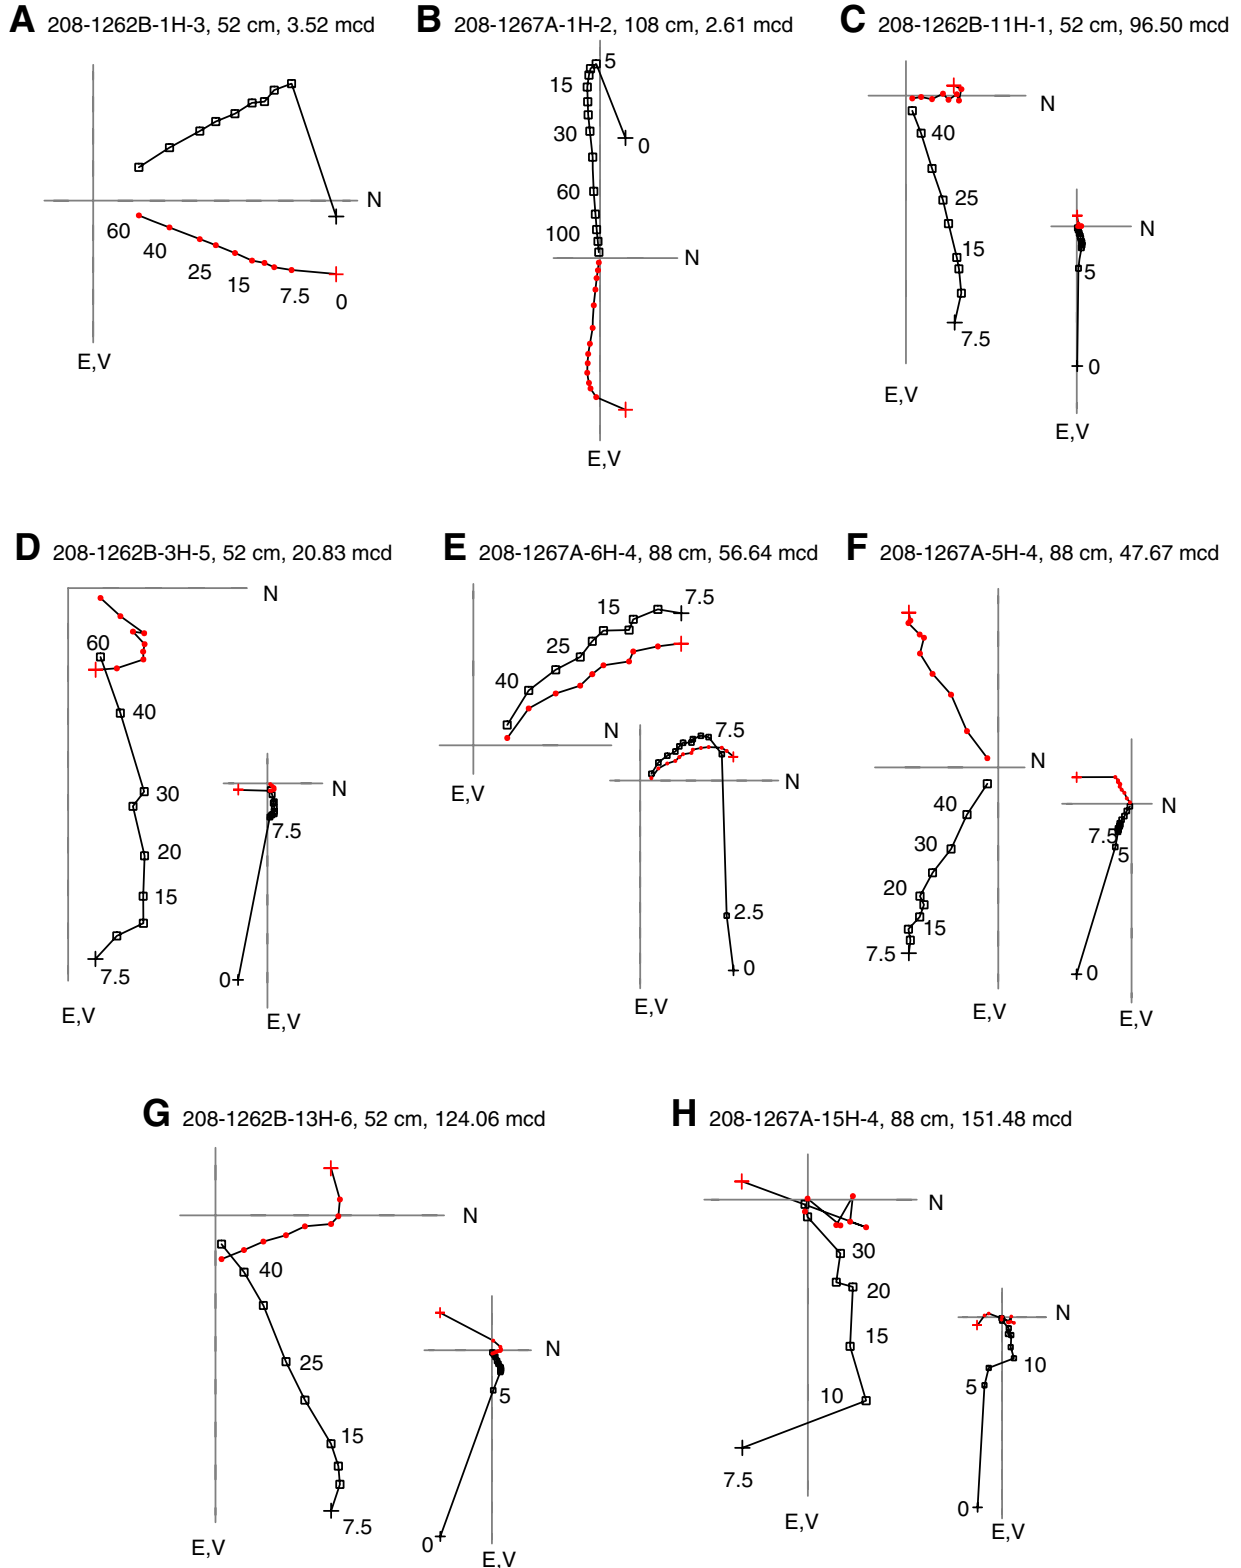 A 208-1262B-1H-3, 52 cm, 3.52 mcd
N
60
40
25
15
7.5
0
E,V
B 208-1267A-1H-2, 108 cm, 2.61 mcd
5
15
30
0
60
100
N
E,V
C 208-1262B-11H-1, 52 cm, 96.50 mcd
N
40
25
15
7.5
E,V
N
5
0
E,V
D 208-1262B-3H-5, 52 cm, 20.83 mcd
N
60
40
30
20
15
7.5
E,V
N
7.5
0
E,V
E 208-1267A-6H-4, 88 cm, 56.64 mcd
7.5
15
25
40
N
E,V
7.5
N
2.5
0
E,V
F 208-1267A-5H-4, 88 cm, 47.67 mcd
N
40
30
20
15
7.5
E,V
N
7.5
5
0
E,V
G 208-1262B-13H-6, 52 cm, 124.06 mcd
N
40
25
15
7.5
E,V
N
5
0
E,V
H 208-1267A-15H-4, 88 cm, 151.48 mcd
N
30
20
15
10
7.5
E,V
N
10
5
0
E,V